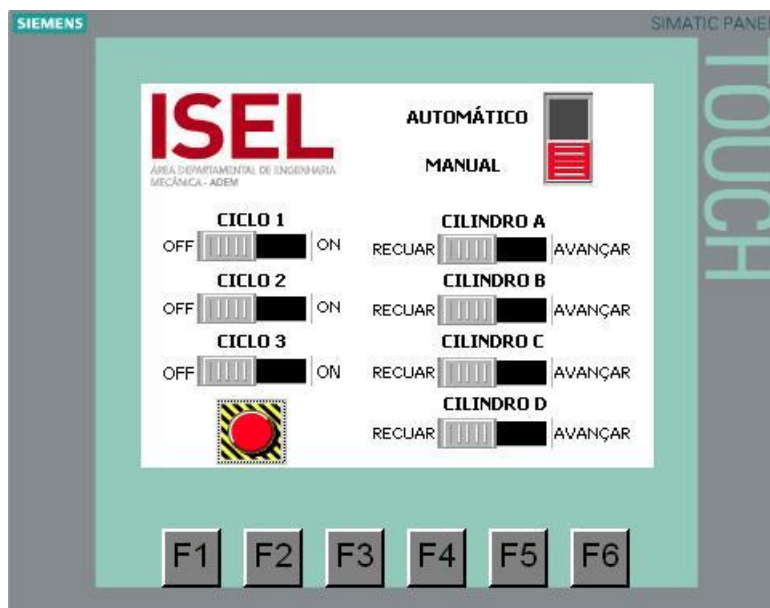 SIEMENS
SIMATIC PANEL
TOUCH
ISEL
ÁREA DEPARTAMENTAL DE ENGENHARIA
MECÂNICA - ADEM
AUTOMÁTICO
MANUAL
CICLO 1
OFF ON
CICLO 2
OFF ON
CICLO 3
OFF ON
CILINDRO A
RECUAR AVANÇAR
CILINDRO B
RECUAR AVANÇAR
CILINDRO C
RECUAR AVANÇAR
CILINDRO D
RECUAR AVANÇAR
F1 F2 F3 F4 F5 F6